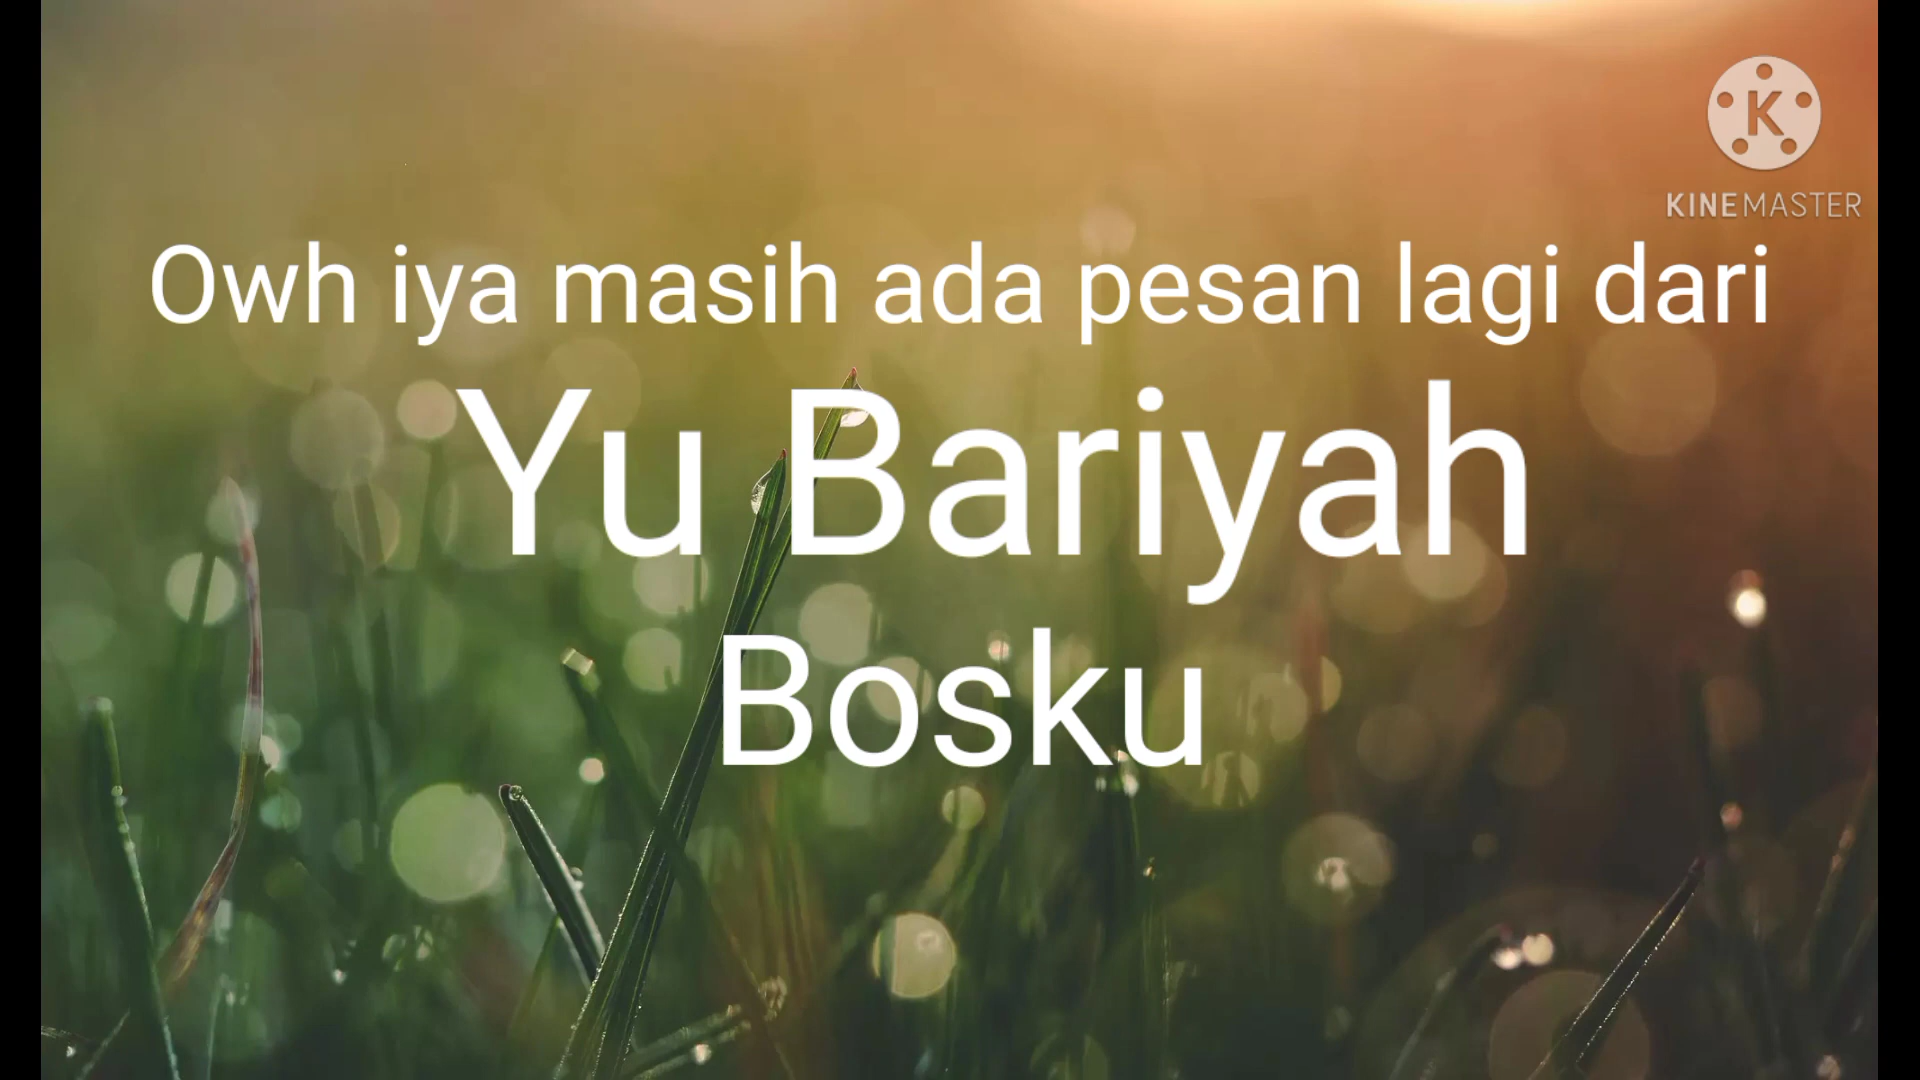 K
KINEMASTER
Owh iya masih ada pesan lagi dari
Yu Bariyah
Bosku